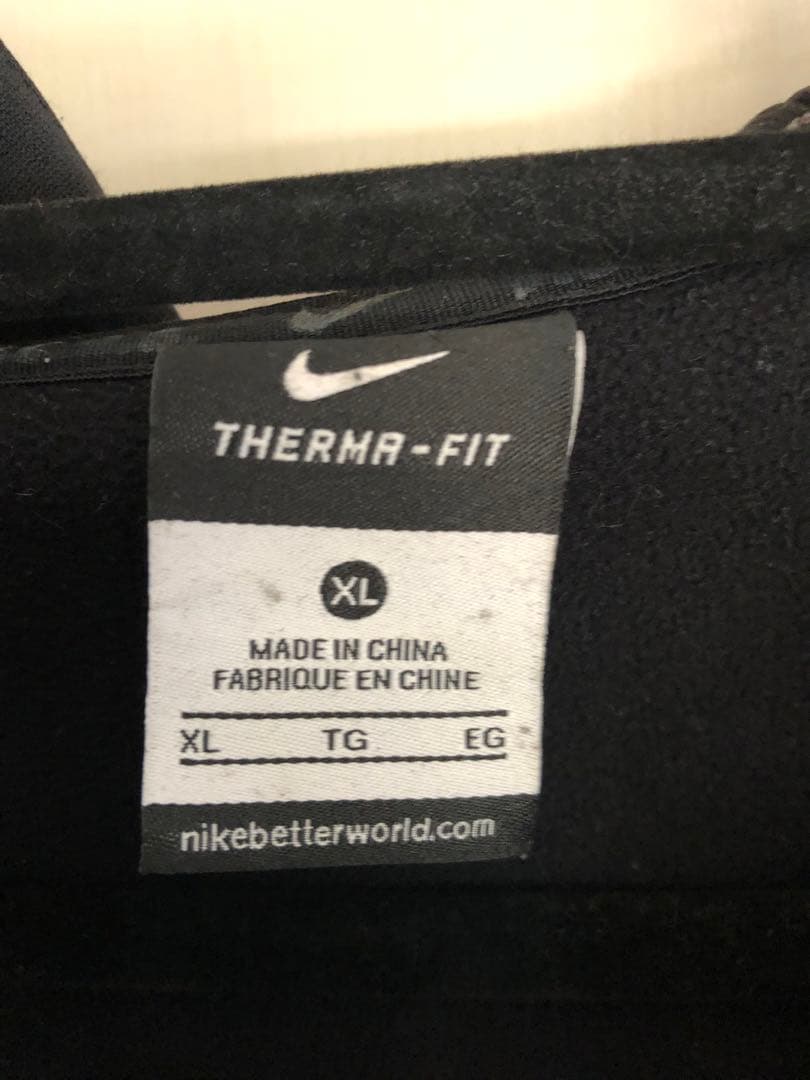 THERMA-FIT
XL
MADE IN CHINA
FABRIQUE EN CHINE
XL TG EG
nikebetterworld.com